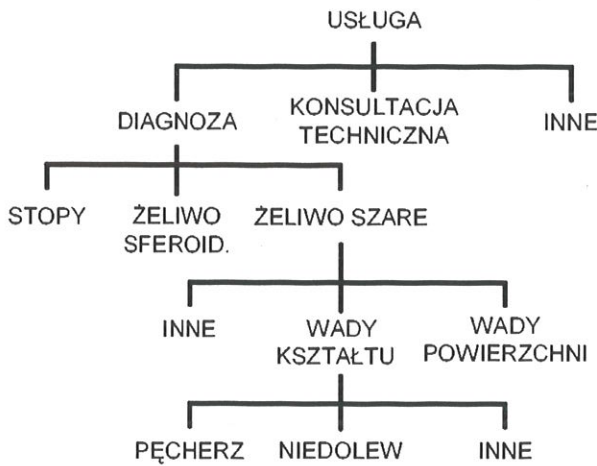 USŁUGA
DIAGNOZA
KONSULTACJA
TECHNICZNA
INNE
STOPY
ŻELIWO
SFEROID.
ŻELIWO SZARE
INNE
WADY
KSZTAŁTU
WADY
POWIERZCHNI
PĘCHERZ
NIEDOLEW
INNE